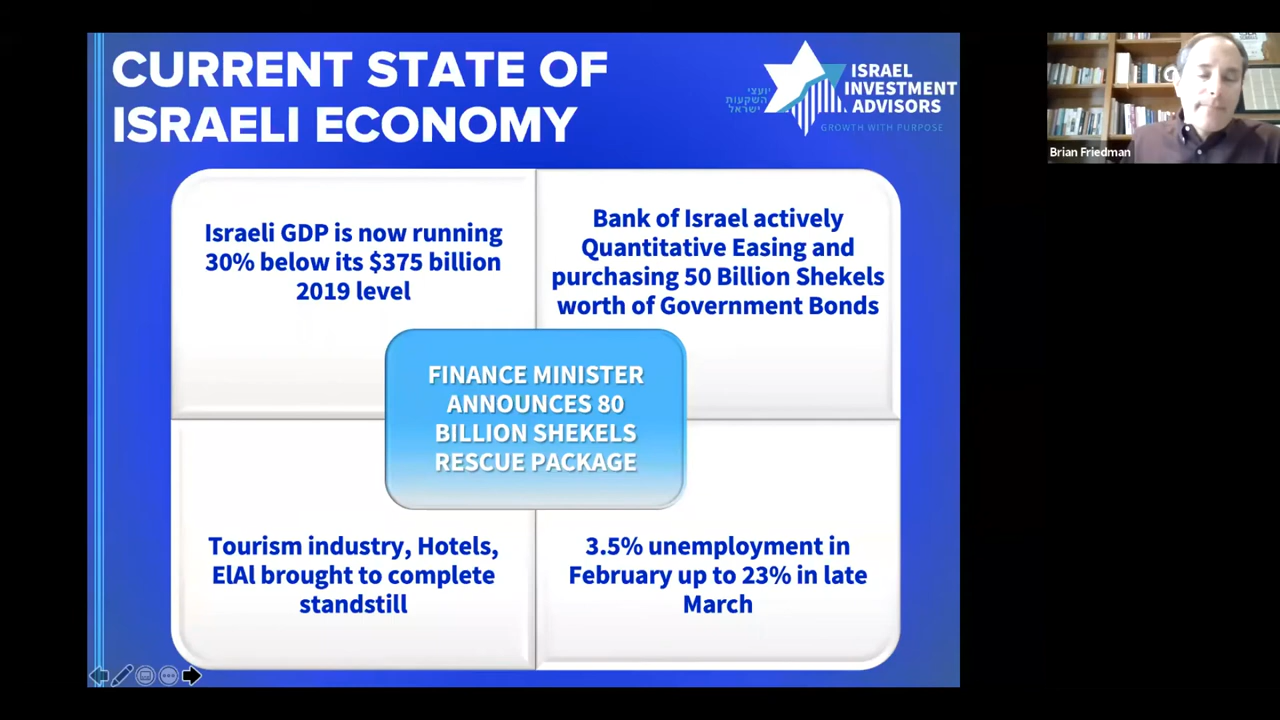 CURRENT STATE OF
ISRAELI ECONOMY
יועצי
השקעות
ישראל
ISRAEL
INVESTMENT
ADVISORS
GROWTH WITH PURPOSE
Brian Friedman
Israeli GDP is now running
30% below its $375 billion
2019 level
Bank of Israel actively
Quantitative Easing and
purchasing 50 Billion Shekels
worth of Government Bonds
FINANCE MINISTER
ANNOUNCES 80
BILLION SHEKELS
RESCUE PACKAGE
Tourism industry, Hotels,
ElAl brought to complete
standstill
3.5% unemployment in
February up to 23% in late
March